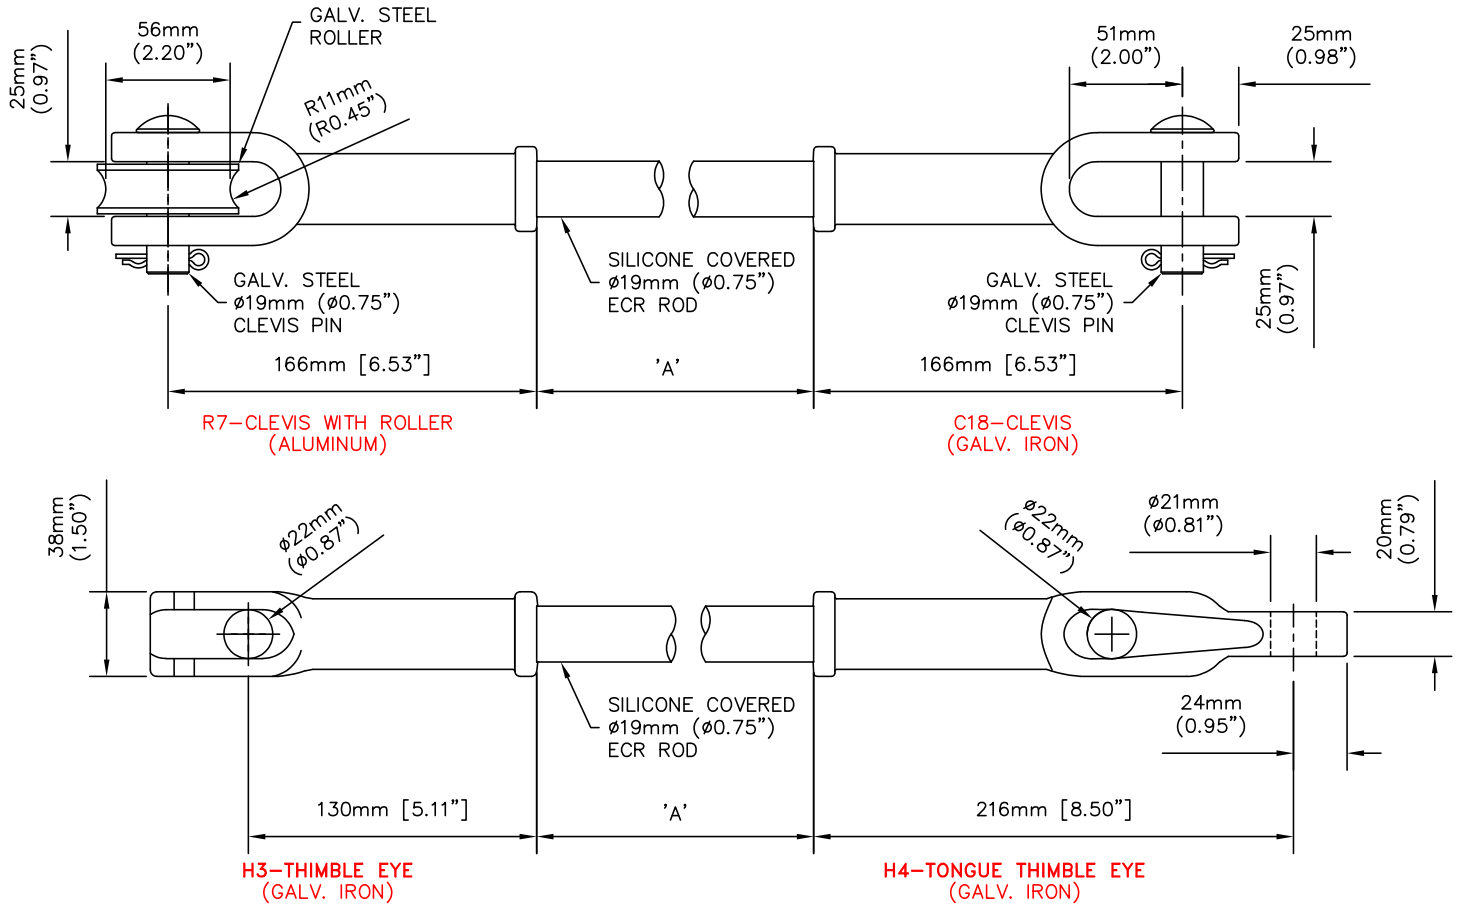 GALV. STEEL
ROLLER
56mm
(2.20”)
25mm
(0.97”)
R11mm
(R0.45”)
51mm
(2.00”)
25mm
(0.98”)
GALV. STEEL
ø19mm (ø0.75”)
CLEVIS PIN
SILICONE COVERED
ø19mm (ø0.75”)
ECR ROD
GALV. STEEL
ø19mm (ø0.75”)
CLEVIS PIN
25mm
(0.97”)
166mm [6.53”]
'A'
166mm [6.53”]
R7-CLEVIS WITH ROLLER
(ALUMINUM)
C18-CLEVIS
(GALV. IRON)
38mm
(1.50”)
ø22mm
(ø0.87”)
ø22mm
(ø0.87”)
ø21mm
(ø0.81”)
20mm
(0.79”)
SILICONE COVERED
ø19mm (ø0.75”)
ECR ROD
24mm
(0.95”)
130mm [5.11”]
'A'
216mm [8.50”]
H3-THIMBLE EYE
(GALV. IRON)
H4-TONGUE THIMBLE EYE
(GALV. IRON)